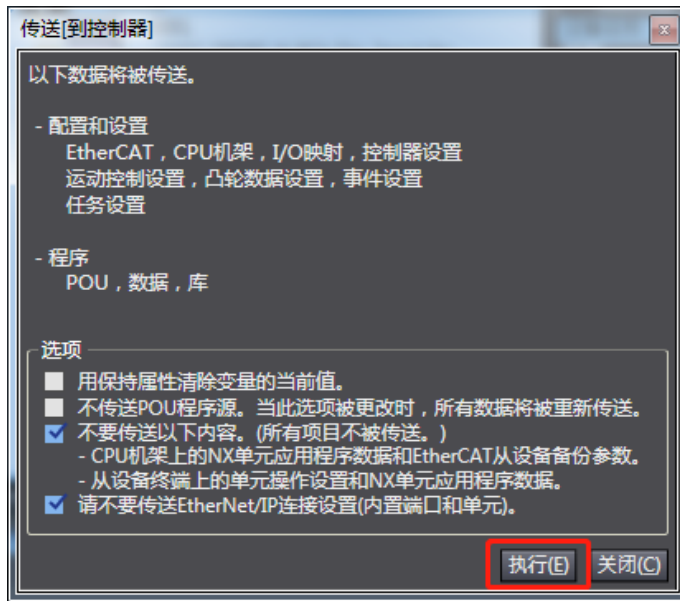 传送[到控制器]
以下数据将被传送。
- 配置和设置
EtherCAT，CPU机架，I/O映射，控制器设置
运动控制设置，凸轮数据设置，事件设置
任务设置
- 程序
POU，数据，库
选项
用保持属性清除变量的当前值。
不传送POU程序源。当此选项被更改时，所有数据将被重新传送。
不要传送以下内容。(所有项目不被传送。)
- CPU机架上的NX单元应用程序数据和EtherCAT从设备备份参数。
- 从设备终端上的单元操作设置和NX单元应用程序数据。
请不要传送EtherNet/IP连接设置(内置端口和单元)。
执行(E) 关闭(C)